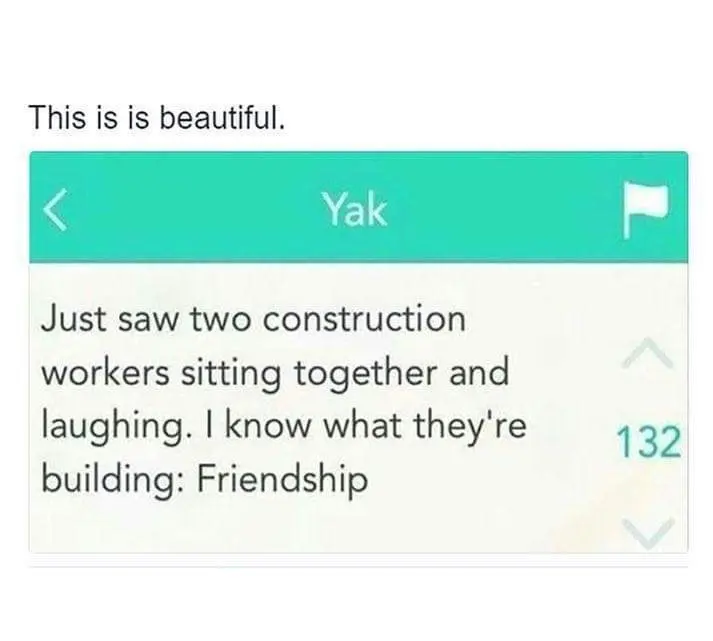 This is is beautiful.
Yak
Just saw two construction
workers sitting together and
laughing. I know what they're
building: Friendship
132